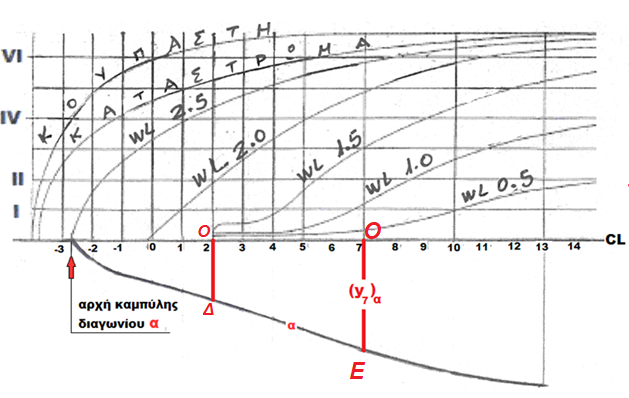 ΚΟΥΠΑΣΤΗ
ΚΑΤΑΣΤΡΩΜΑ
VI
IV
II
I
WL 2.5
WL 2.0
WL 1.5
WL 1.0
WL 0.5
O
O
-3 -2 -1 0 1 2 3 4 5 6 7 8 9 10 11 12 13 14 CL
αρχή καμπύλης
διαγωνίου α
Δ
α
(y7)α
E